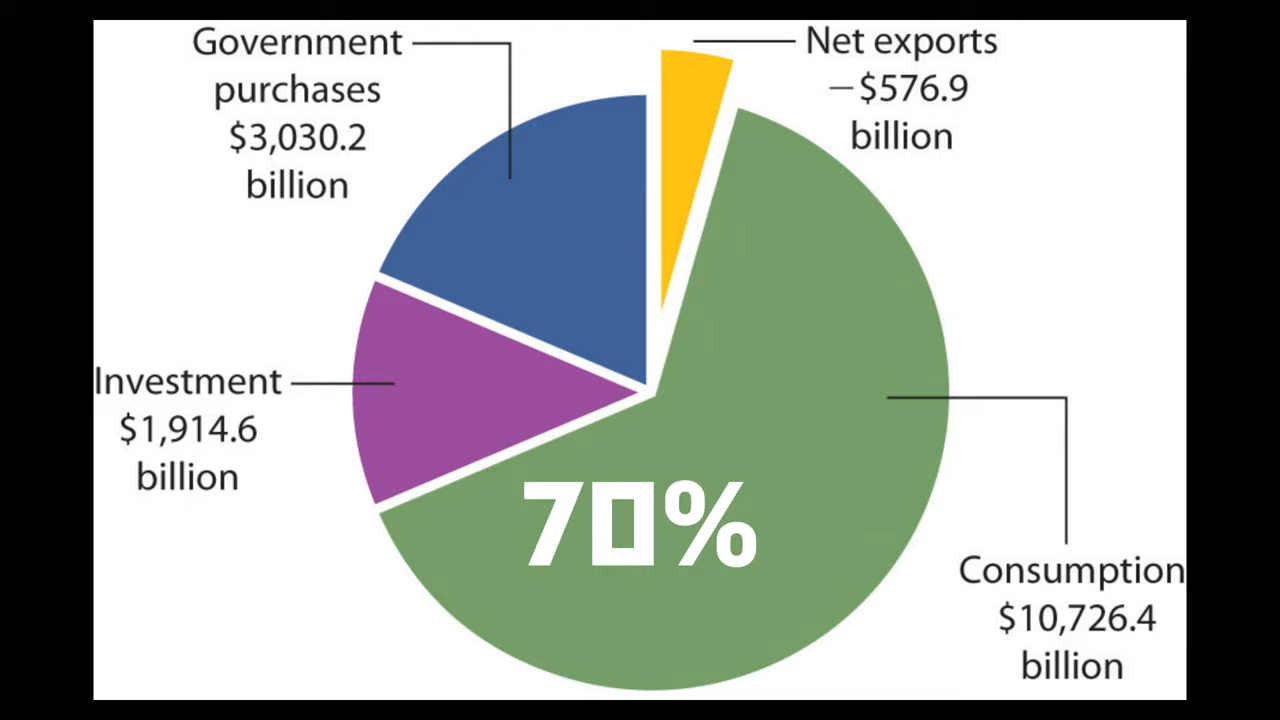 Government
purchases
$3,030.2
billion
Net exports
−$576.9
billion
Investment
$1,914.6
billion
70%
Consumption
$10,726.4
billion